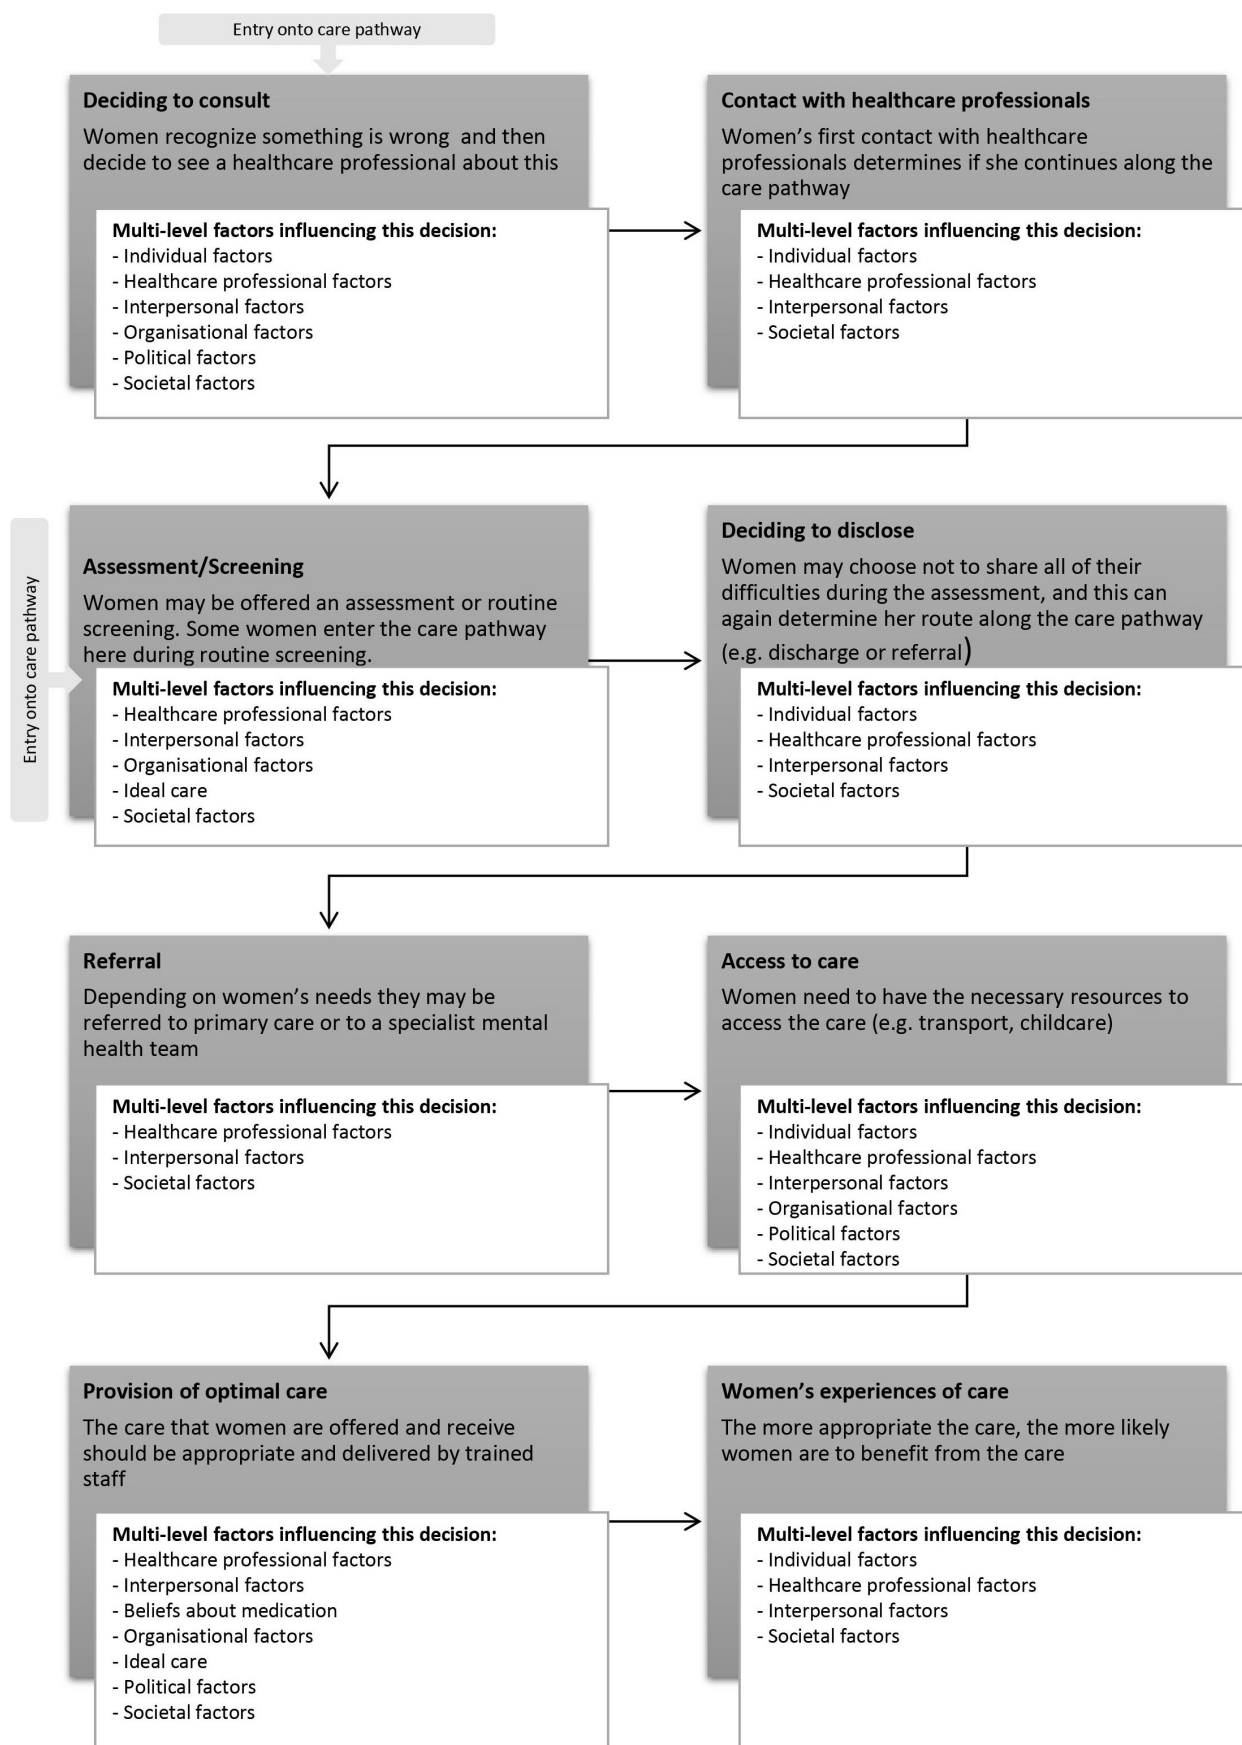 Entry onto care pathway
Deciding to consult
Women recognize something is wrong and then
decide to see a healthcare professional about this
Multi-level factors influencing this decision:
- Individual factors
- Healthcare professional factors
- Interpersonal factors
- Organisational factors
- Political factors
- Societal factors
Contact with healthcare professionals
Women's first contact with healthcare
professionals determines if she continues along the
care pathway
Multi-level factors influencing this decision:
- Individual factors
- Healthcare professional factors
- Interpersonal factors
- Societal factors
Entry onto care pathway
Assessment/Screening
Women may be offered an assessment or routine
screening. Some women enter the care pathway
here during routine screening.
Multi-level factors influencing this decision:
- Healthcare professional factors
- Interpersonal factors
- Organisational factors
- Ideal care
- Societal factors
Deciding to disclose
Women may choose not to share all of their
difficulties during the assessment, and this can
again determine her route along the care pathway
(e.g. discharge or referral)
Multi-level factors influencing this decision:
- Individual factors
- Healthcare professional factors
- Interpersonal factors
- Societal factors
Referral
Depending on women's needs they may be
referred to primary care or to a specialist mental
health team
Multi-level factors influencing this decision:
- Healthcare professional factors
- Interpersonal factors
- Societal factors
Access to care
Women need to have the necessary resources to
access the care (e.g. transport, childcare)
Multi-level factors influencing this decision:
- Individual factors
- Healthcare professional factors
- Interpersonal factors
- Organisational factors
- Political factors
- Societal factors
Provision of optimal care
The care that women are offered and receive
should be appropriate and delivered by trained
staff
Multi-level factors influencing this decision:
- Healthcare professional factors
- Interpersonal factors
- Beliefs about medication
- Organisational factors
- Ideal care
- Political factors
- Societal factors
Women's experiences of care
The more appropriate the care, the more likely
women are to benefit from the care
Multi-level factors influencing this decision:
- Individual factors
- Healthcare professional factors
- Interpersonal factors
- Societal factors